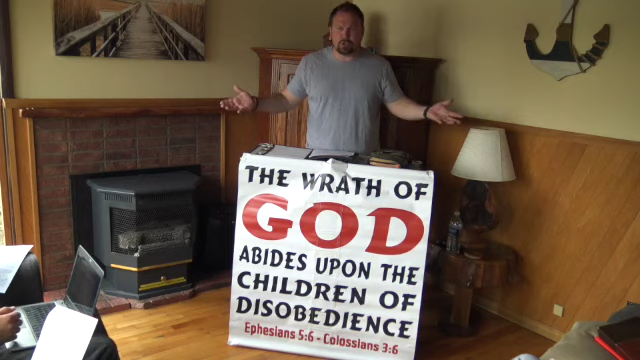 THE WRATH OF
GOD
ABIDES UPON THE
CHILDREN OF
DISOBEDIENCE
Ephesians 5:6 - Colossians 3:6